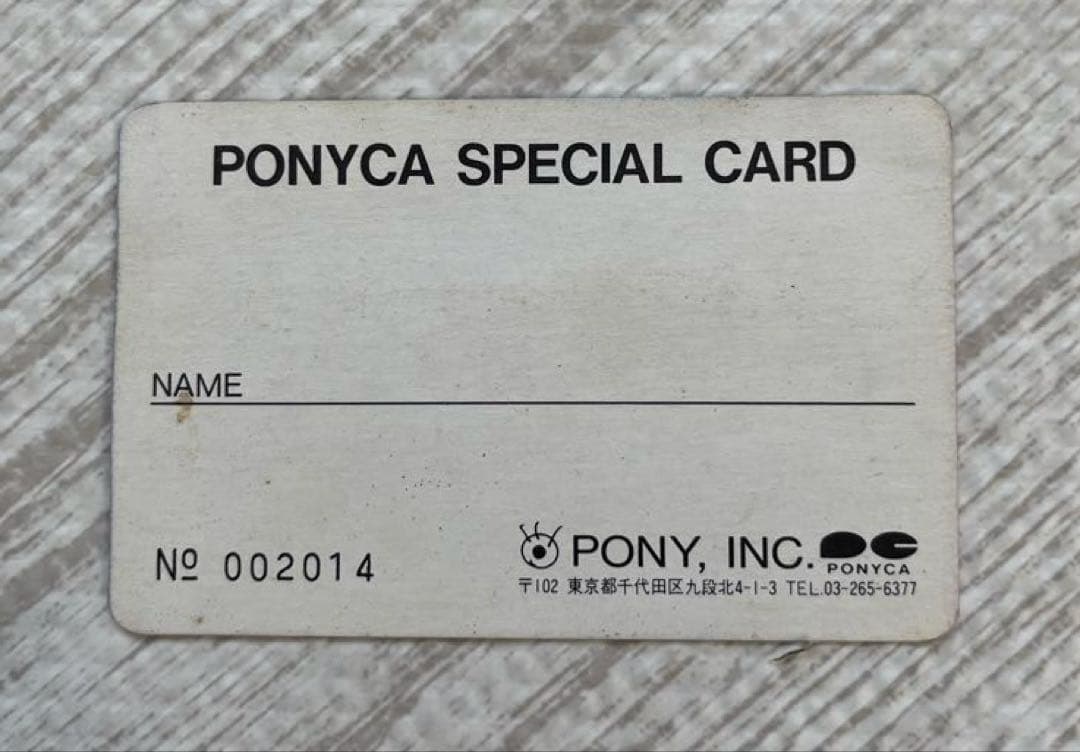 PONYCA SPECIAL CARD
NAME
Nº 002014
PONY, INC. PC PONYCA
〒102 東京都千代田区九段北4-1-3 TEL.03-265-6377